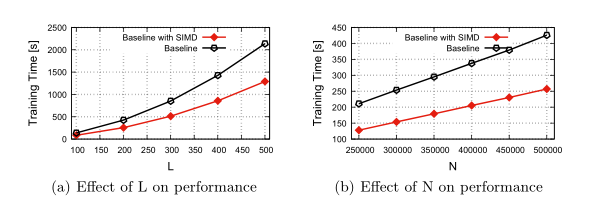 Training Time [s]
2500
2000
1500
1000
500
0
Baseline with SIMD
Baseline
100 150 200 250 300 350 400 450 500
L
(a) Effect of L on performance
Training Time [s]
450
400
350
300
250
200
150
100
Baseline with SIMD
Baseline
250000 300000 350000 400000 450000 500000
N
(b) Effect of N on performance